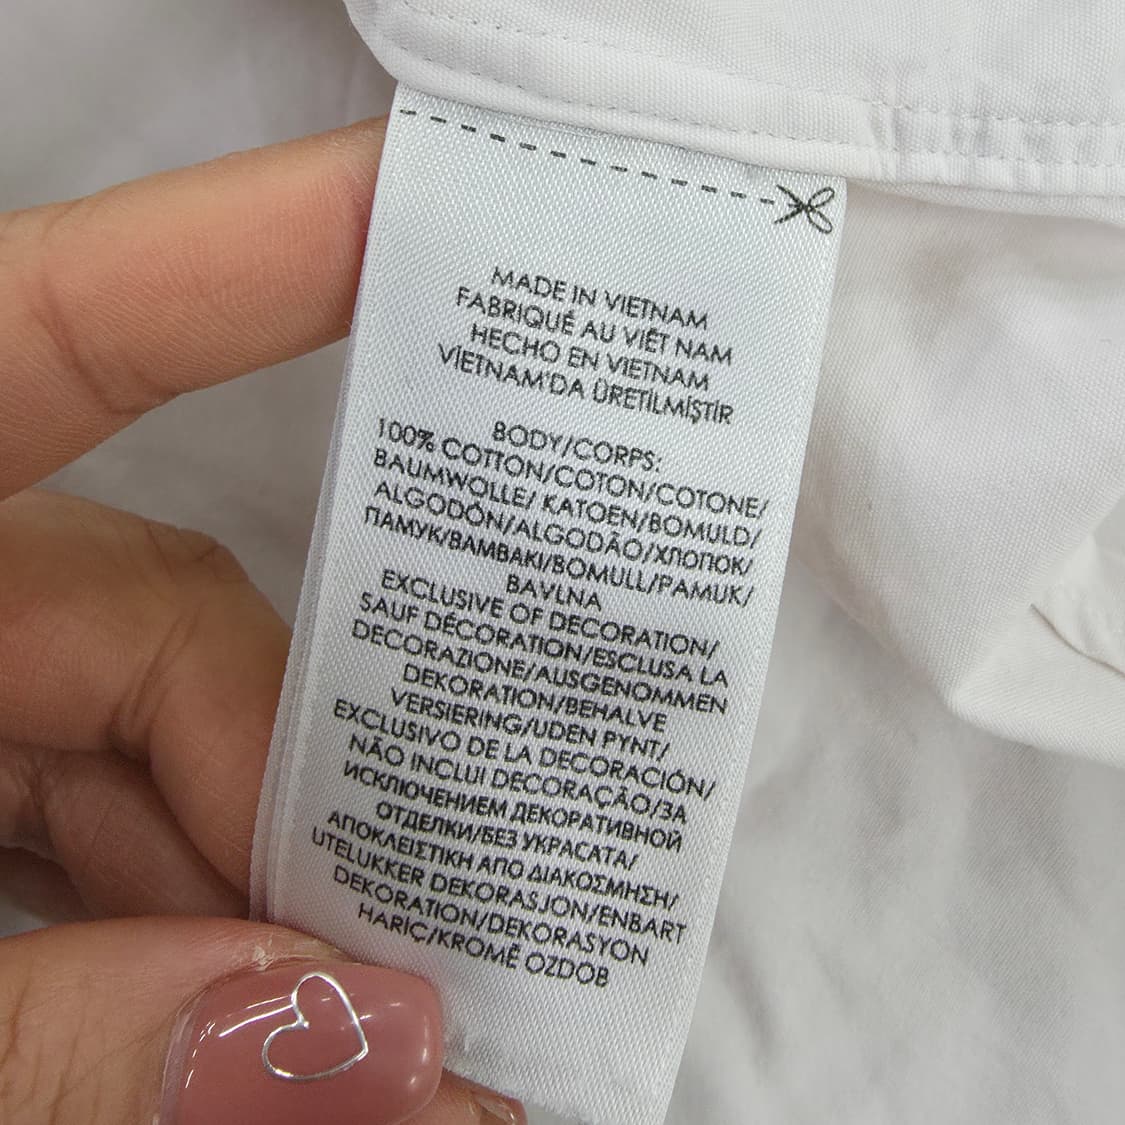 MADE IN VIETNAM
FABRIQUÉ AU VIÊT NAM
HECHO EN VIETNAM
VİETNAM'DA ÜRETİLMİŞTİR
BODY/CORPS:
100% COTTON/COTON/COTONE/
BAUMWOLLE/ KATOEN/BOMULD/
ALGODÓN/ALGODÃO/ХЛОПОК/
ПАМУК/ΒΑΜΒΑΚΙ/BOMULL/PAMUK/
BAVLNA
EXCLUSIVE OF DECORATION/
SAUF DÉCORATION/ESCLUSA LA
DECORAZIONE/AUSGENOMMEN
DEKORATION/BEHALVE
VERSIERING/UDEN PYNT/
EXCLUSIVO DE LA DECORACIÓN/
NÃO INCLUI DECORAÇÃO/ЗА
ИСКЛЮЧЕНИЕМ ДЕКОРАТИВНОЙ
ОТДЕЛКИ/БЕЗ УКРАСАТА/
ΑΠΟΚΛΕΙΣΤΙΚΗ ΑΠΟ ΔΙΑΚΟΣΜΗΣΗ/
UTELUKKER DEKORASJON/ENBART
DEKORATION/DEKORASYON
HARİÇ/KROMĚ OZDOB